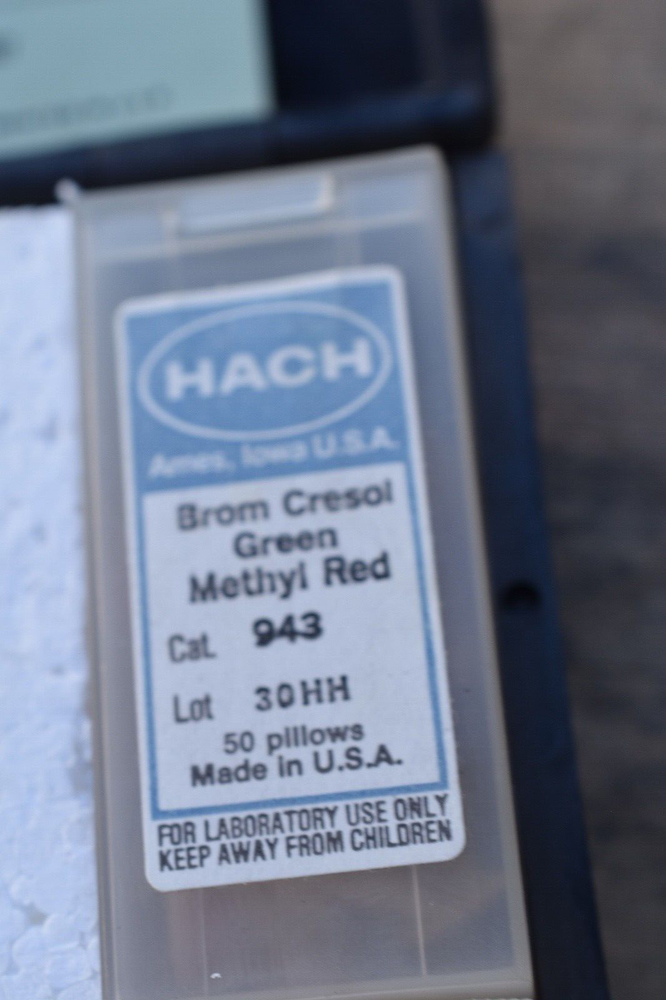 HACH
Ames, Iowa U.S.A.
Brom Cresol
Green
Methyl Red
Cat. 943
Lot 30HH
50 pillows
Made in U.S.A.
FOR LABORATORY USE ONLY
KEEP AWAY FROM CHILDREN